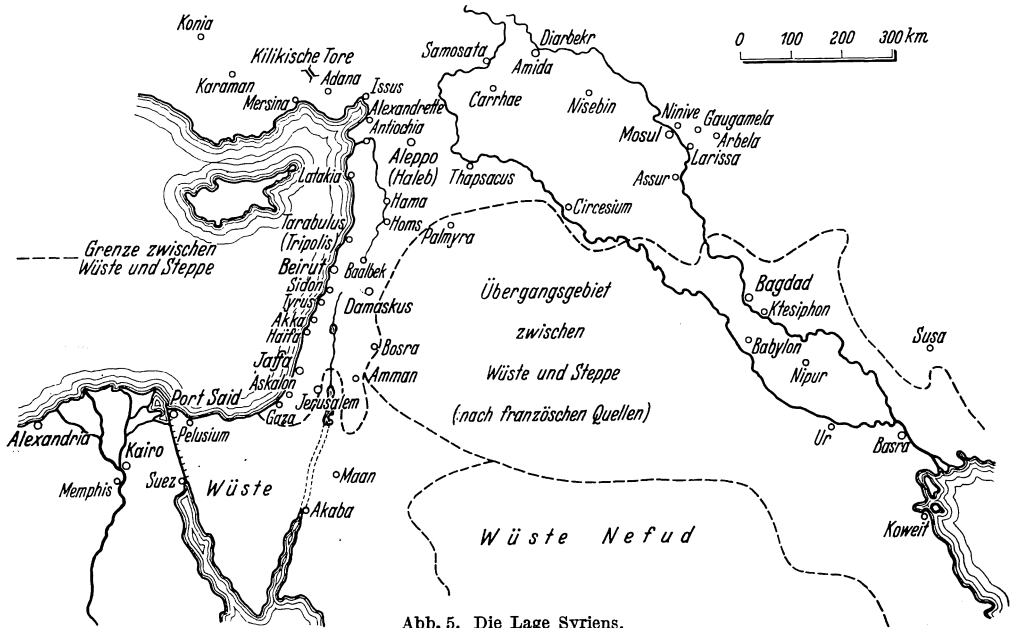 Konia
Kilikische Tore
Karaman
Adana
Mersina
Issus
Alexandrette
Antiochia
Aleppo
(Haleb)
Samosata
Diarbekr
Amida
Carrhae
Nisebin
0 100 200 300 km
Ninive
Gaugamela
Mosul
Arbela
Larissa
Assur
Thapsacus
Circesium
Latakia
Hama
Homs
Palmyra
Tarabulus
(Tripolis)
Grenze zwischen
Wüste und Steppe
Beirut
Baalbek
Sidon
Damaskus
Tyrus
Akka
Haifa
Bosra
Jaffa
Amman
Askalon
Jerusalem
Gaza
Übergangsgebiet
zwischen
Wüste und Steppe
(nach französchen Quellen)
Bagdad
Ktesiphon
Babylon
Nipur
Susa
Ur
Basra
Koweit
Port Said
Alexandria
Pelusium
Kairo
Memphis
Suez
Wüste
Maan
Akaba
Wüste Nefud
Abb. 5. Die Lage Syriens.